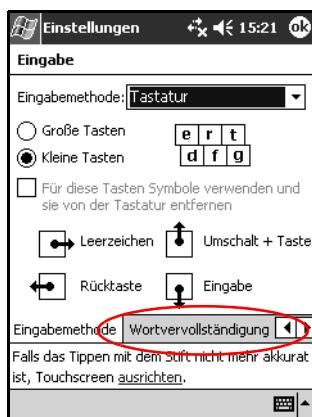 Einstellungen 15:21 ok
Eingabe
Eingabemethode: Tastatur
Große Tasten
e r t
Kleine Tasten
d f g
Für diese Tasten Symbole verwenden und
sie von der Tastatur entfernen
Leerzeichen Umschalt + Taste
Rücktaste Eingabe
Eingabemethode Wortvervollständigung
Falls das Tippen mit dem Stift nicht mehr akkurat
ist, Touchscreen ausrichten.